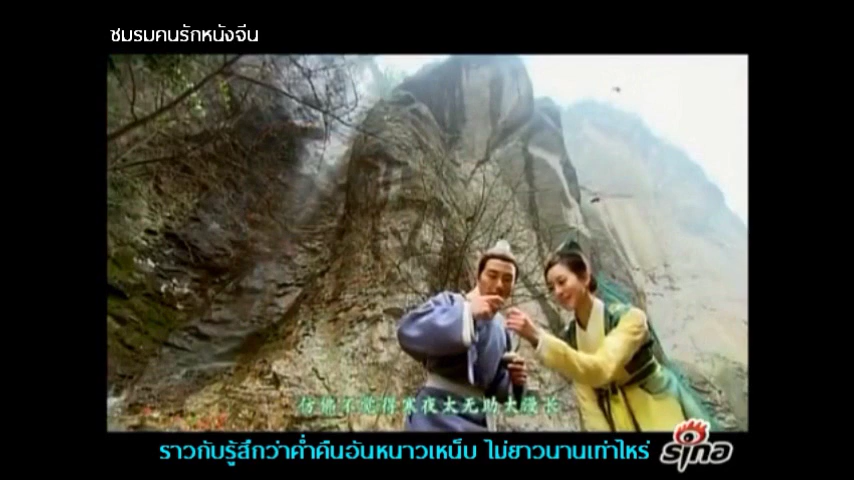 ชมรมคนรักหนังจีน
仿佛不觉得寒夜太无助太漫长
ราวกับรู้สึกว่าค่ำคืนอันหนาวเหน็บ ไม่ยาวนานเท่าไหร่
sina